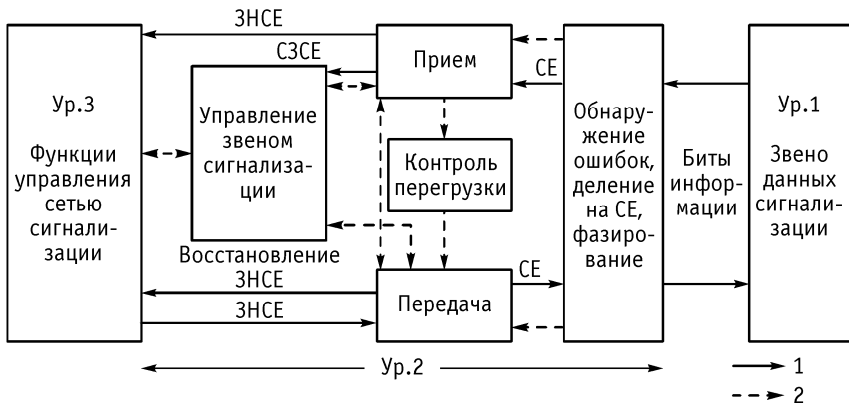 Ур.3
Функции
управления
сетью
сигнали-
зации
ЗНСЕ
СЗСЕ
Управление
звеном
сигнализа-
ции
Восстановление
ЗНСЕ
ЗНСЕ
Прием
Контроль
перегрузки
Передача
СЕ
СЕ
Обнару-
жение
ошибок,
деление
на СЕ,
фазиро-
вание
Биты
инфор-
мации
Ур.1
Звено
данных
сигнали-
зации
Ур.2
1
2